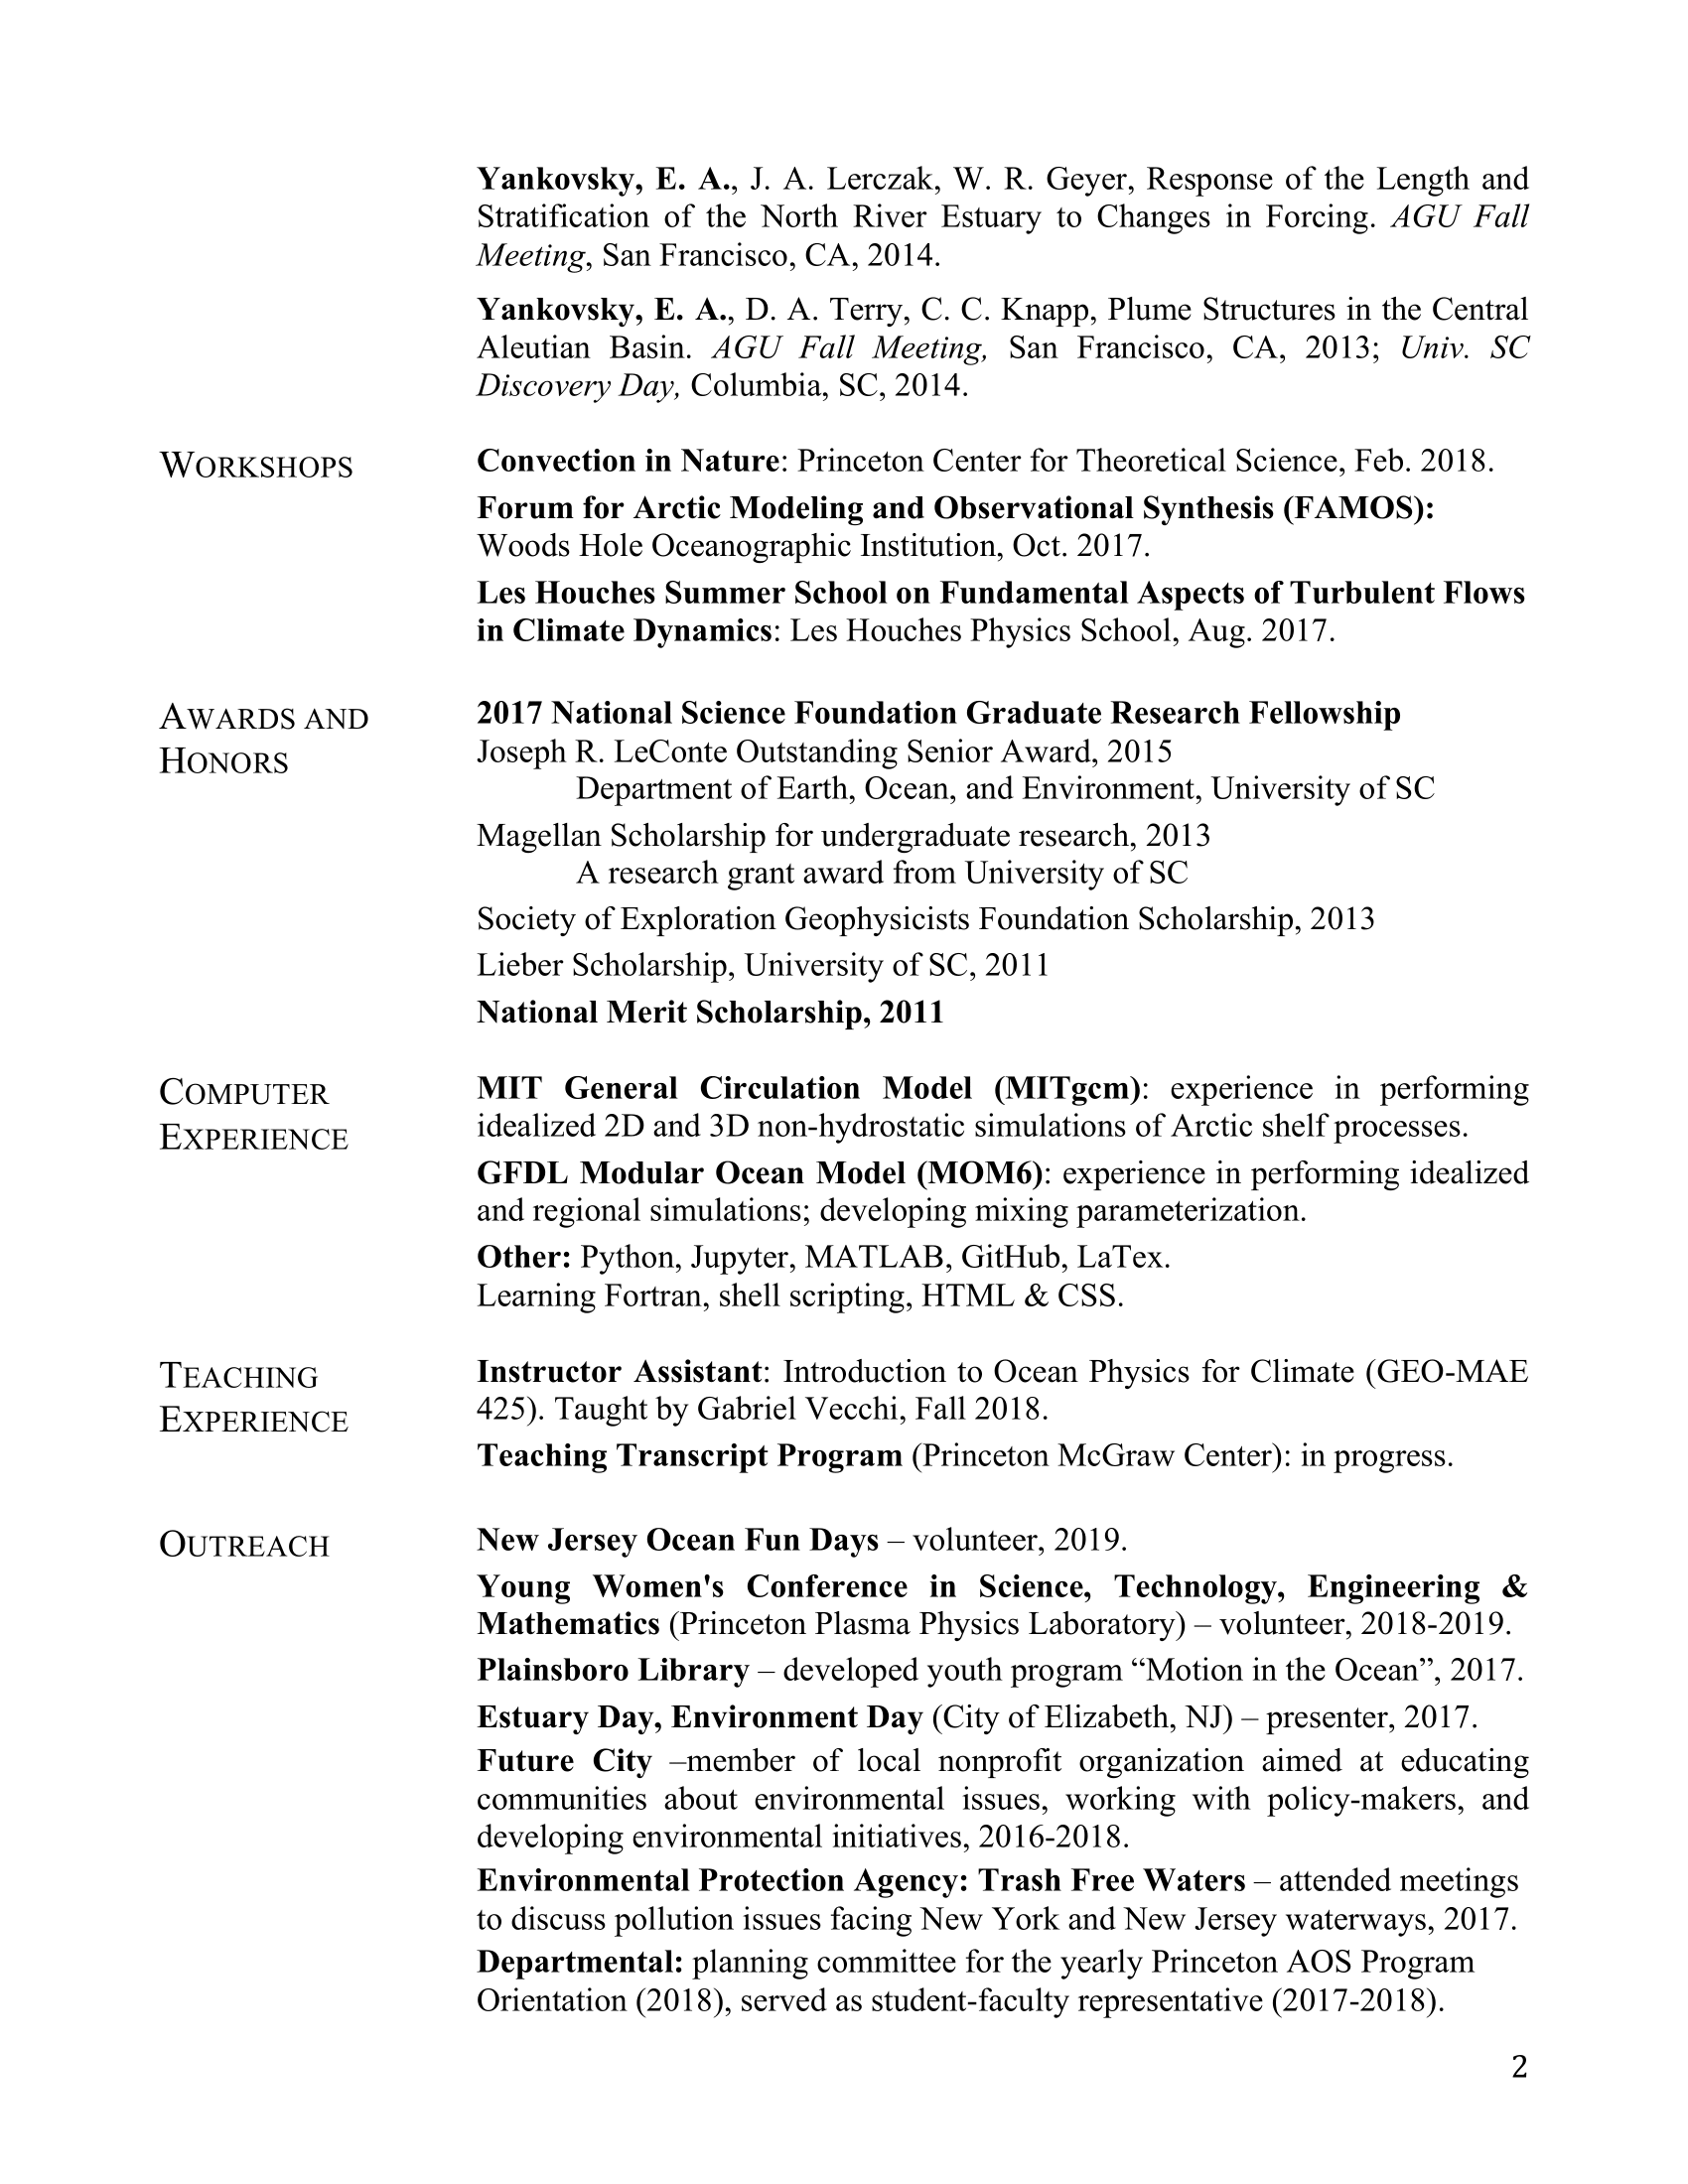 Yankovsky, E. A., J. A. Lerczak, W. R. Geyer, Response of the Length and
Stratification of the North River Estuary to Changes in Forcing. AGU Fall
Meeting, San Francisco, CA, 2014.
Yankovsky, E. A., D. A. Terry, C. C. Knapp, Plume Structures in the Central
Aleutian Basin. AGU Fall Meeting, San Francisco, CA, 2013; Univ. SC
Discovery Day, Columbia, SC, 2014.
WORKSHOPS
Convection in Nature: Princeton Center for Theoretical Science, Feb. 2018.
Forum for Arctic Modeling and Observational Synthesis (FAMOS):
Woods Hole Oceanographic Institution, Oct. 2017.
Les Houches Summer School on Fundamental Aspects of Turbulent Flows
in Climate Dynamics: Les Houches Physics School, Aug. 2017.
AWARDS AND
HONORS
2017 National Science Foundation Graduate Research Fellowship
Joseph R. LeConte Outstanding Senior Award, 2015
Department of Earth, Ocean, and Environment, University of SC
Magellan Scholarship for undergraduate research, 2013
A research grant award from University of SC
Society of Exploration Geophysicists Foundation Scholarship, 2013
Lieber Scholarship, University of SC, 2011
National Merit Scholarship, 2011
COMPUTER
EXPERIENCE
MIT General Circulation Model (MITgcm): experience in performing
idealized 2D and 3D non-hydrostatic simulations of Arctic shelf processes.
GFDL Modular Ocean Model (MOM6): experience in performing idealized
and regional simulations; developing mixing parameterization.
Other: Python, Jupyter, MATLAB, GitHub, LaTex.
Learning Fortran, shell scripting, HTML & CSS.
TEACHING
EXPERIENCE
Instructor Assistant: Introduction to Ocean Physics for Climate (GEO-MAE
425). Taught by Gabriel Vecchi, Fall 2018.
Teaching Transcript Program (Princeton McGraw Center): in progress.
OUTREACH
New Jersey Ocean Fun Days – volunteer, 2019.
Young Women's Conference in Science, Technology, Engineering &
Mathematics (Princeton Plasma Physics Laboratory) – volunteer, 2018-2019.
Plainsboro Library – developed youth program “Motion in the Ocean”, 2017.
Estuary Day, Environment Day (City of Elizabeth, NJ) – presenter, 2017.
Future City –member of local nonprofit organization aimed at educating
communities about environmental issues, working with policy-makers, and
developing environmental initiatives, 2016-2018.
Environmental Protection Agency: Trash Free Waters – attended meetings
to discuss pollution issues facing New York and New Jersey waterways, 2017.
Departmental: planning committee for the yearly Princeton AOS Program
Orientation (2018), served as student-faculty representative (2017-2018).
2